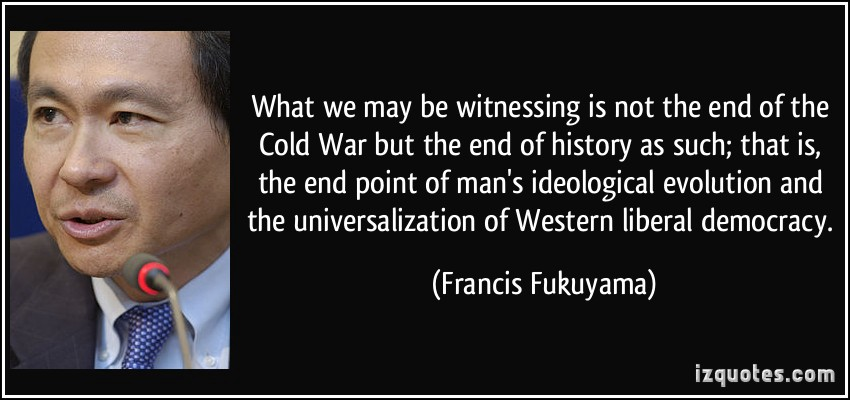 What we may be witnessing is not the end of the
Cold War but the end of history as such; that is,
the end point of man's ideological evolution and
the universalization of Western liberal democracy.
(Francis Fukuyama)
izquotes.com